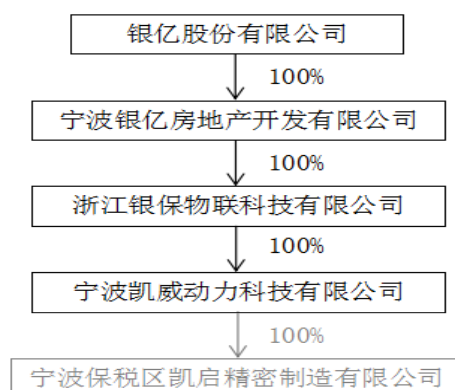 银亿股份有限公司
100%
宁波银亿房地产开发有限公司
100%
浙江银保物联科技有限公司
100%
宁波凯威动力科技有限公司
100%
宁波保税区凯启精密制造有限公司